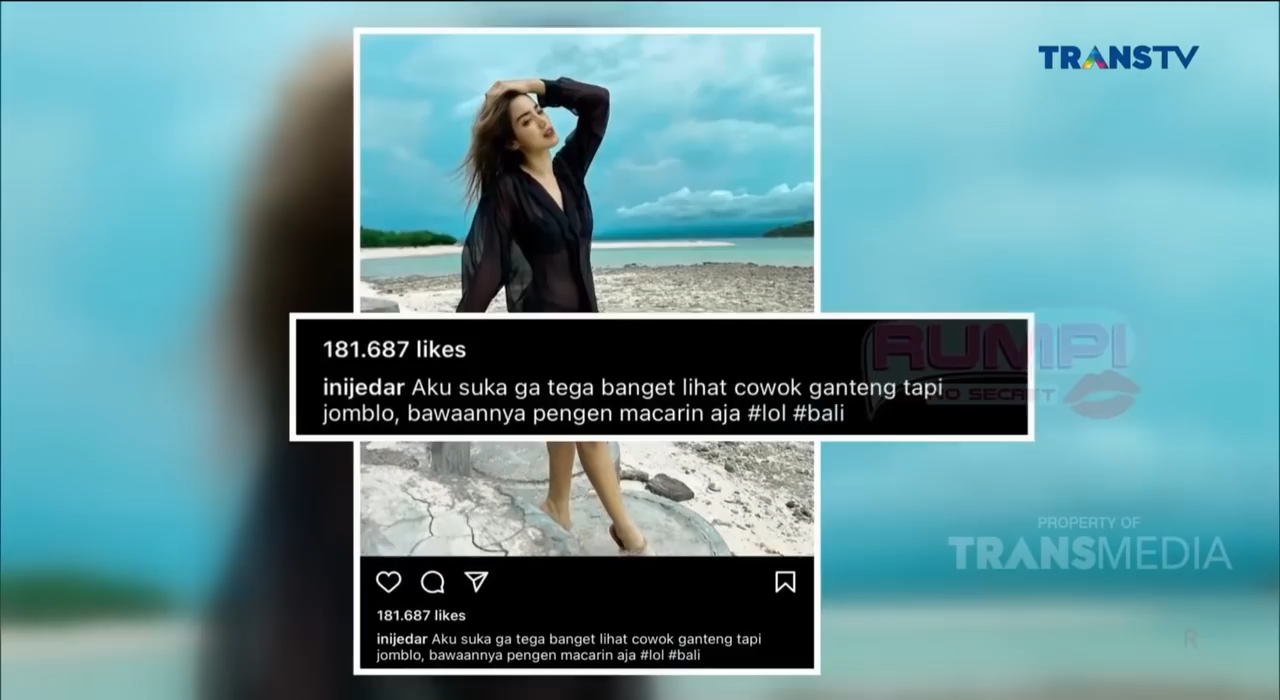 TRANSTV
181.687 likes
inijedar Aku suka ga tega banget lihat cowok ganteng tapi
jomblo, bawaannya pengen macarin aja #lol #bali
RUMPI
NO SECRET
PROPERTY OF
TRANSMEDIA
181.687 likes
inijedar Aku suka ga tega banget lihat cowok ganteng tapi
jomblo, bawaannya pengen macarin aja #lol #bali
R